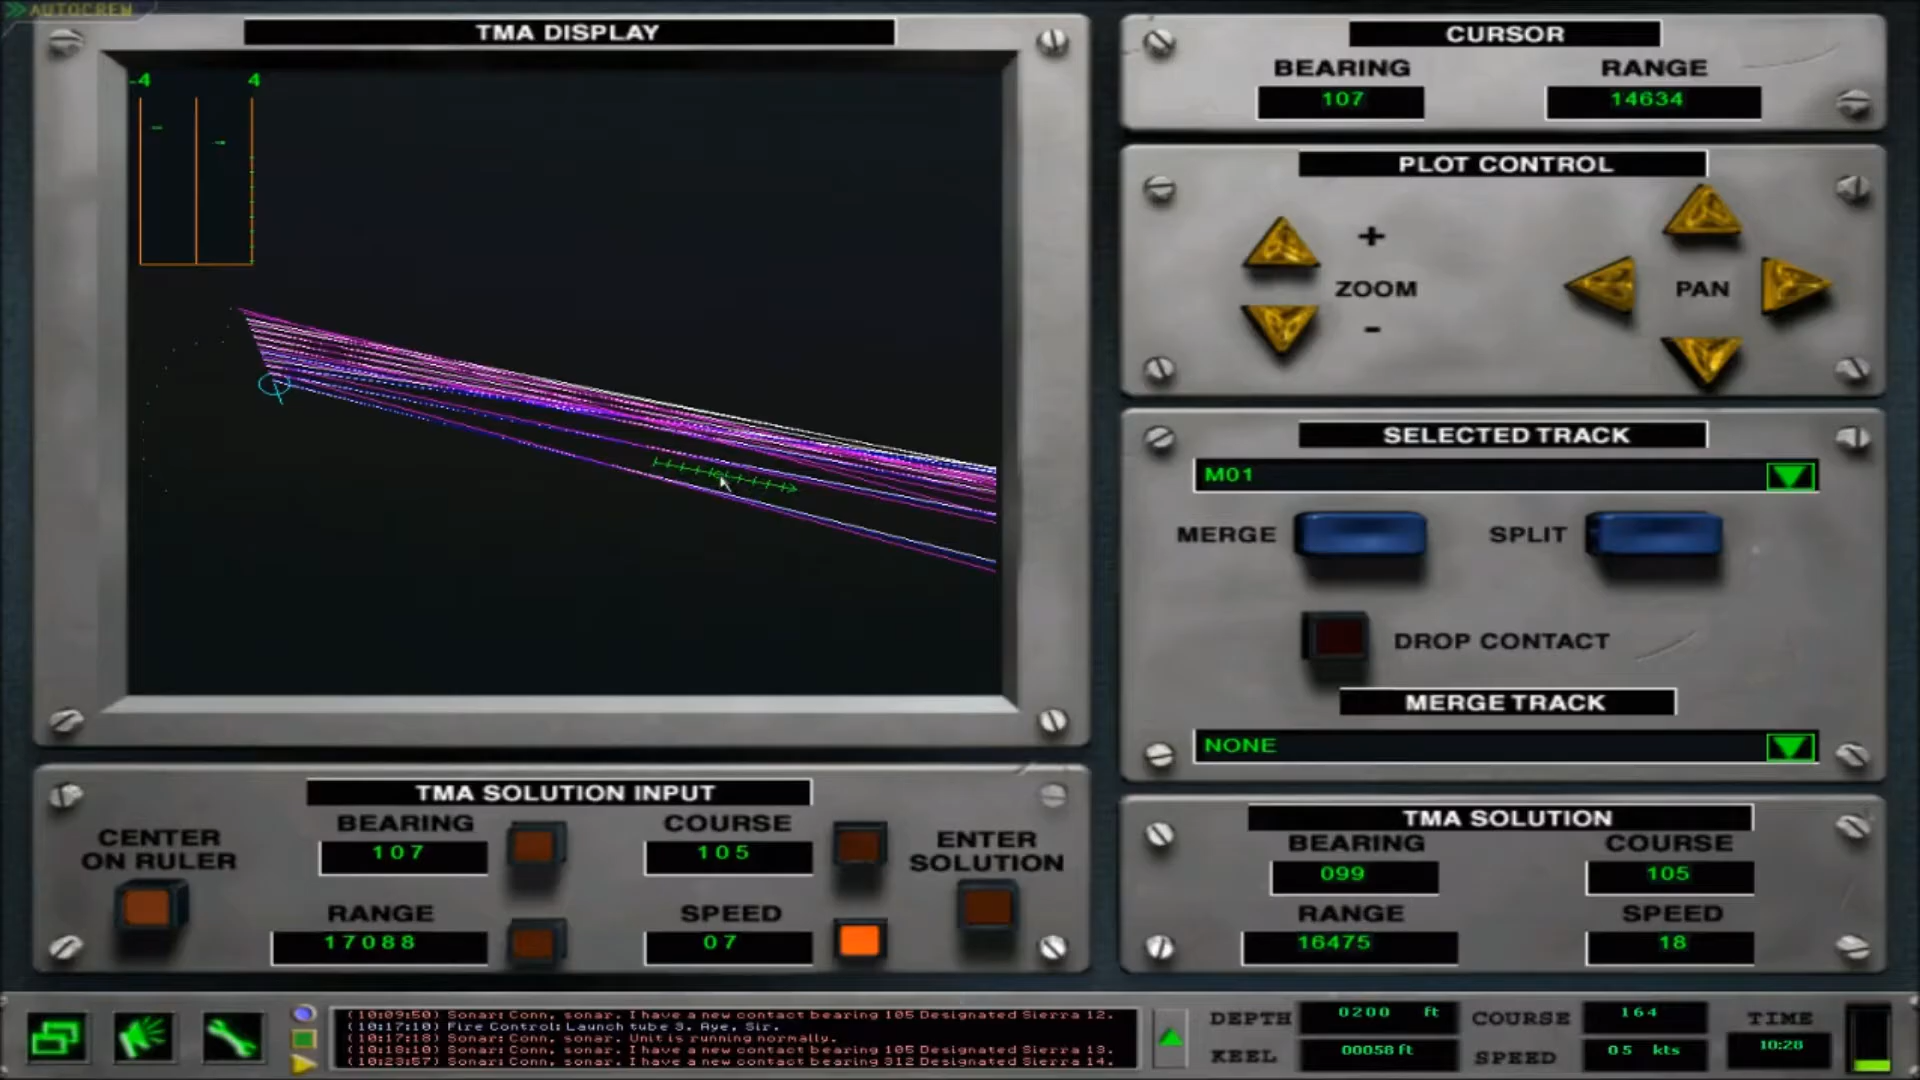 AUTOCREW
TMA DISPLAY
-4 4
CURSOR
BEARING RANGE
107 14634
PLOT CONTROL
+
ZOOM
-
PAN
SELECTED TRACK
M01
MERGE SPLIT
DROP CONTACT
MERGE TRACK
NONE
TMA SOLUTION INPUT
CENTER ON RULER
BEARING
107
COURSE
105
RANGE
17088
SPEED
07
ENTER SOLUTION
TMA SOLUTION
BEARING COURSE
099 105
RANGE SPEED
16475 18
(10:09:50) Sonar: Conn, sonar. I have a new contact bearing 105 Designated Sierra 12.
(10:17:10) Fire Control: Launch tube 3. Aye, Sir.
(10:17:18) Sonar: Conn, sonar. Unit is running normally.
(10:18:10) Sonar: Conn, sonar. I have a new contact bearing 105 Designated Sierra 13.
(10:23:57) Sonar: Conn, sonar. I have a new contact bearing 312 Designated Sierra 14.
DEPTH 0200 ft COURSE 164 TIME
KEEL 00058 ft SPEED 05 kts 10:28